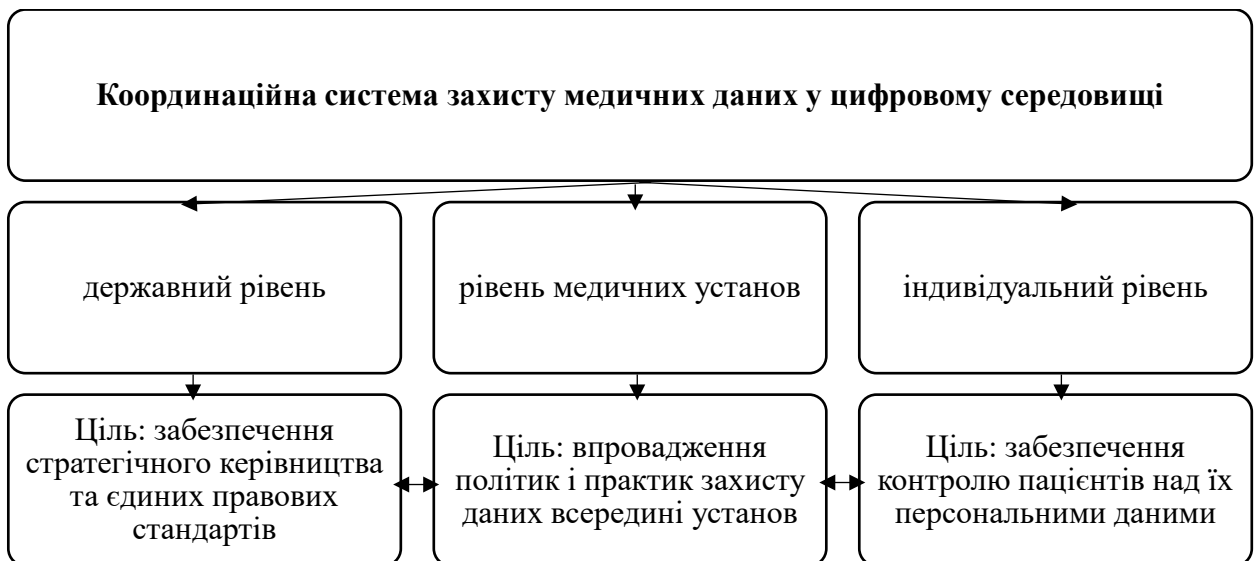 Координаційна система захисту медичних даних у цифровому середовищі
державний рівень
рівень медичних установ
індивідуальний рівень
Ціль: забезпечення
стратегічного керівництва
та єдиних правових
стандартів
Ціль: впровадження
політик і практик захисту
даних всередині установ
Ціль: забезпечення
контролю пацієнтів над їх
персональними даними